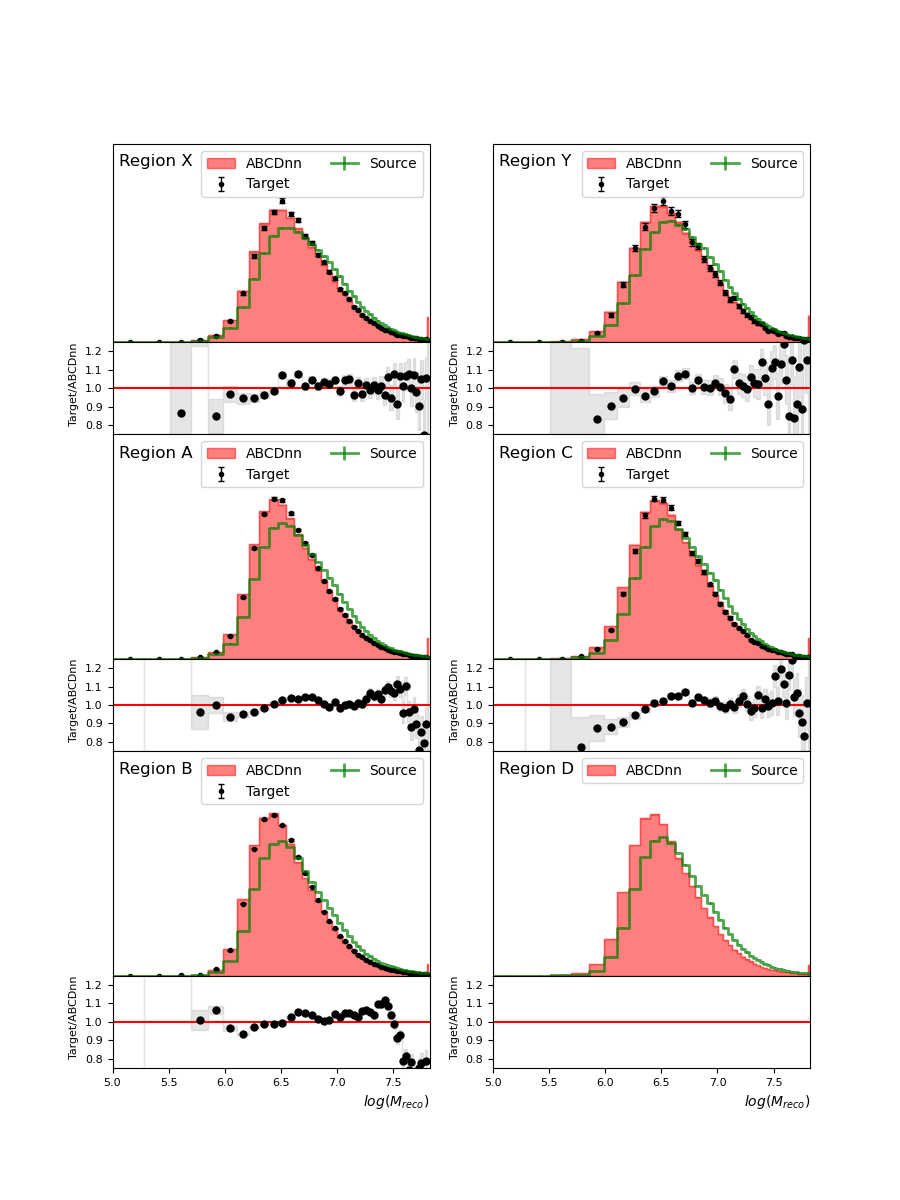 Region X
ABCDnn
Source
Target
1.2
1.1
1.0
0.9
0.8
Target/ABCDnn
Region Y
ABCDnn
Source
Target
1.2
1.1
1.0
0.9
0.8
Target/ABCDnn
Region A
ABCDnn
Source
Target
1.2
1.1
1.0
0.9
0.8
Target/ABCDnn
Region C
ABCDnn
Source
Target
1.2
1.1
1.0
0.9
0.8
Target/ABCDnn
Region B
ABCDnn
Source
Target
1.2
1.1
1.0
0.9
0.8
Target/ABCDnn
5.0 5.5 6.0 6.5 7.0 7.5
log(M_reco)
Region D
ABCDnn
Source
1.2
1.1
1.0
0.9
0.8
Target/ABCDnn
5.0 5.5 6.0 6.5 7.0 7.5
log(M_reco)